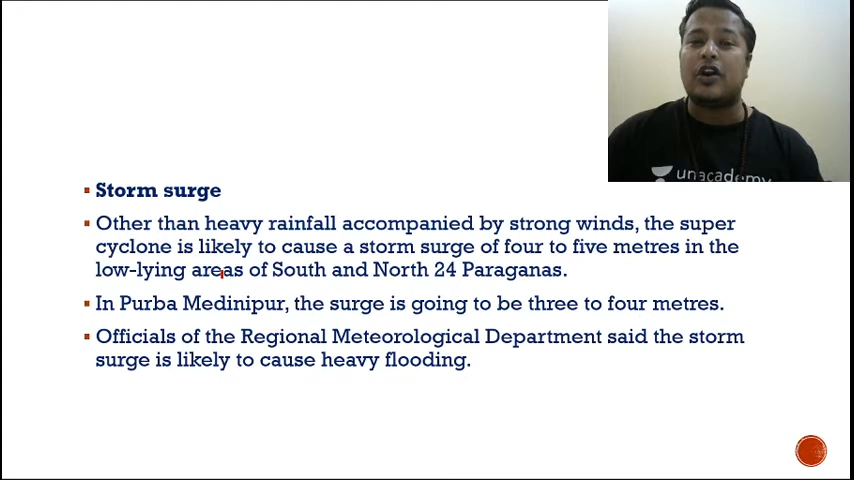 unacademy
Storm surge
Other than heavy rainfall accompanied by strong winds, the super
cyclone is likely to cause a storm surge of four to five metres in the
low-lying areas of South and North 24 Paraganas.
In Purba Medinipur, the surge is going to be three to four metres.
Officials of the Regional Meteorological Department said the storm
surge is likely to cause heavy flooding.